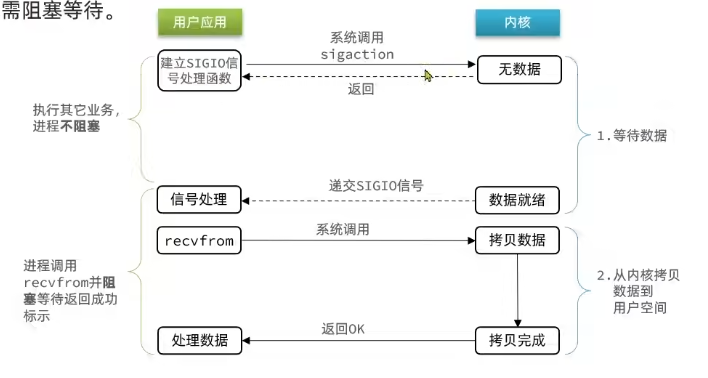 需阻塞等待。
用户应用
内核
系统调用
sigaction
建立SIGIO信
号处理函数
无数据
返回
执行其它业务,
进程不阻塞
1.等待数据
递交SIGIO信号
信号处理
数据就绪
系统调用
recvfrom
拷贝数据
进程调用
recvfrom并阻
塞等待返回成功
标示
2.从内核拷贝
数据到
用户空间
返回OK
处理数据
拷贝完成